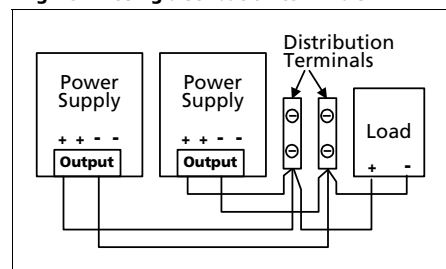 Distribution
Terminals
Power
Supply
Power
Supply
Load
+ + - -
+ + - -
Output
Output
+ -